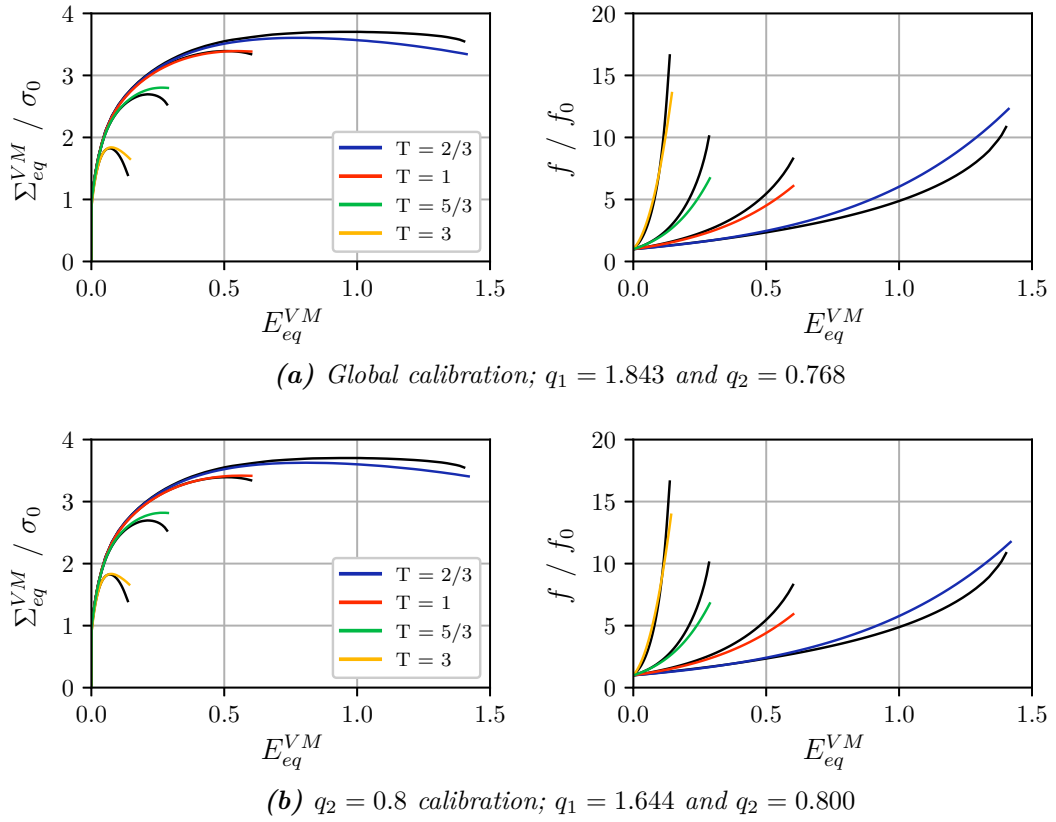 4
3
2
1
0
Σ_eq^VM / σ_0
T = 2/3
T = 1
T = 5/3
T = 3
0.0 0.5 1.0 1.5
E_eq^VM
20
15
10
5
0
f / f_0
0.0 0.5 1.0 1.5
E_eq^VM
(a) Global calibration; q_1 = 1.843 and q_2 = 0.768
4
3
2
1
0
Σ_eq^VM / σ_0
T = 2/3
T = 1
T = 5/3
T = 3
0.0 0.5 1.0 1.5
E_eq^VM
20
15
10
5
0
f / f_0
0.0 0.5 1.0 1.5
E_eq^VM
(b) q_2 = 0.8 calibration; q_1 = 1.644 and q_2 = 0.800